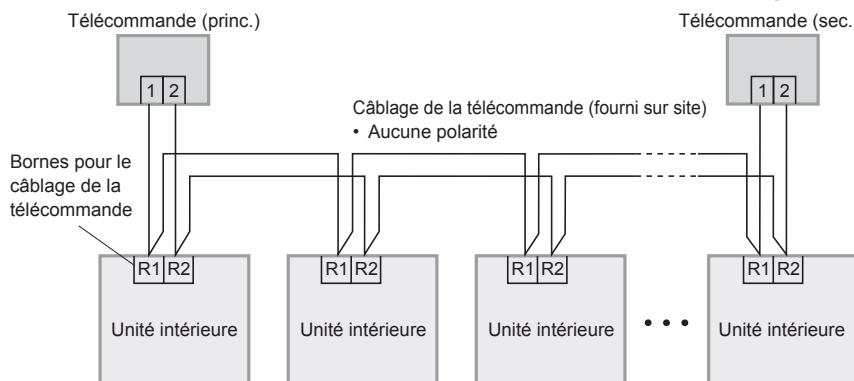 Télécommande (princ.)
Télécommande (sec.
1 2
1 2
Câblage de la télécommande (fourni sur site)
• Aucune polarité
Bornes pour le
câblage de la
télécommande
R1 R2
R1 R2
R1 R2
R1 R2
Unité intérieure
Unité intérieure
Unité intérieure
Unité intérieure